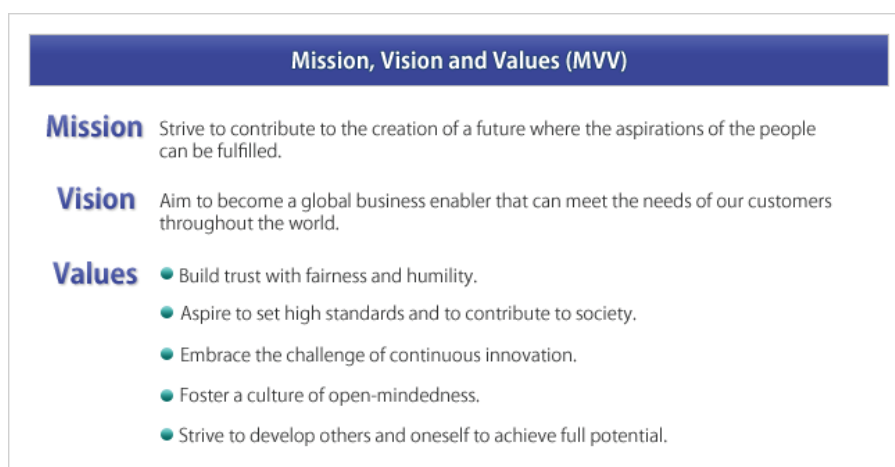 Mission, Vision and Values (MVV)
Mission Strive to contribute to the creation of a future where the aspirations of the people
can be fulfilled.
Vision Aim to become a global business enabler that can meet the needs of our customers
throughout the world.
Values Build trust with fairness and humility.
Aspire to set high standards and to contribute to society.
Embrace the challenge of continuous innovation.
Foster a culture of open-mindedness.
Strive to develop others and oneself to achieve full potential.